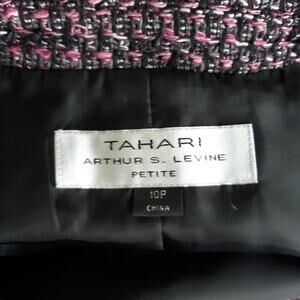 TAHARI
ARTHUR S. LEVINE
PETITE
10P
CHINA